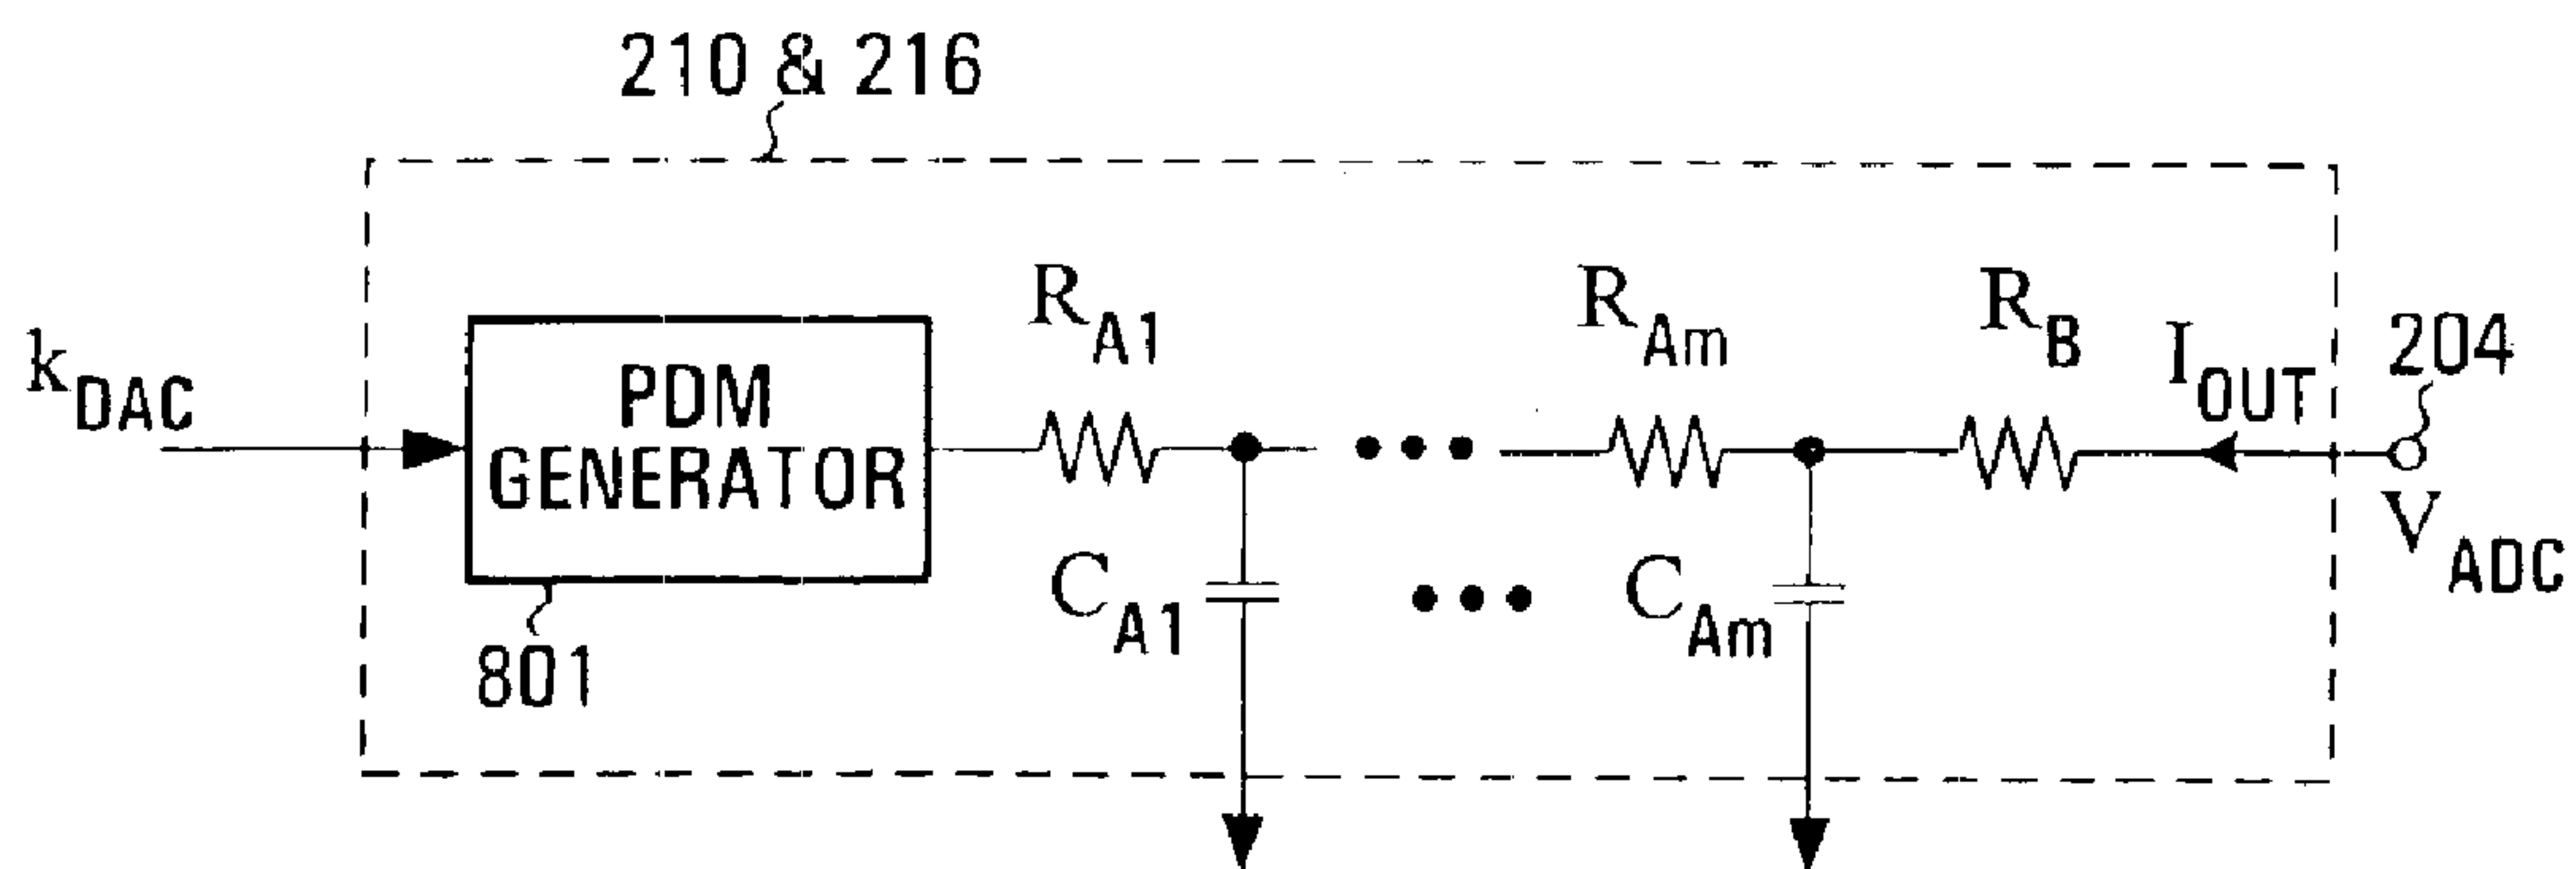 210 & 216
R_A1
R_Am
R_B
I_OUT
204
k_DAC
PDM
GENERATOR
V_ADC
C_A1
C_Am
801